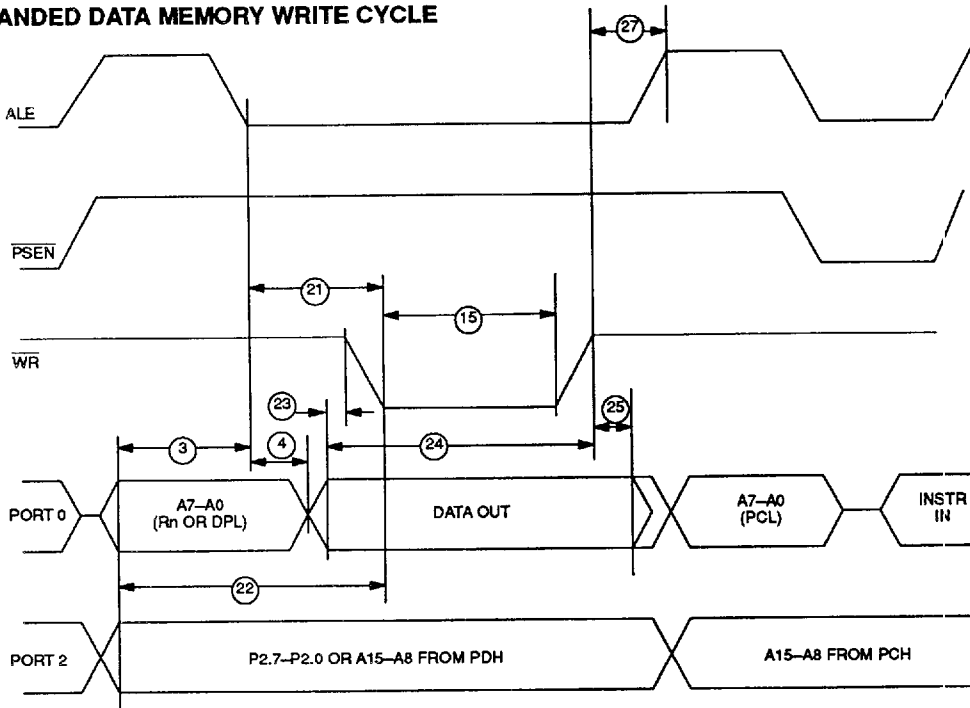 ANDED DATA MEMORY WRITE CYCLE
27
ALE
PSEN
21
15
WR
23
25
3
4
24
PORT 0
A7–A0
(Rn OR DPL)
DATA OUT
A7–A0
(PCL)
INSTR
IN
22
PORT 2
P2.7–P2.0 OR A15–A8 FROM PDH
A15–A8 FROM PCH